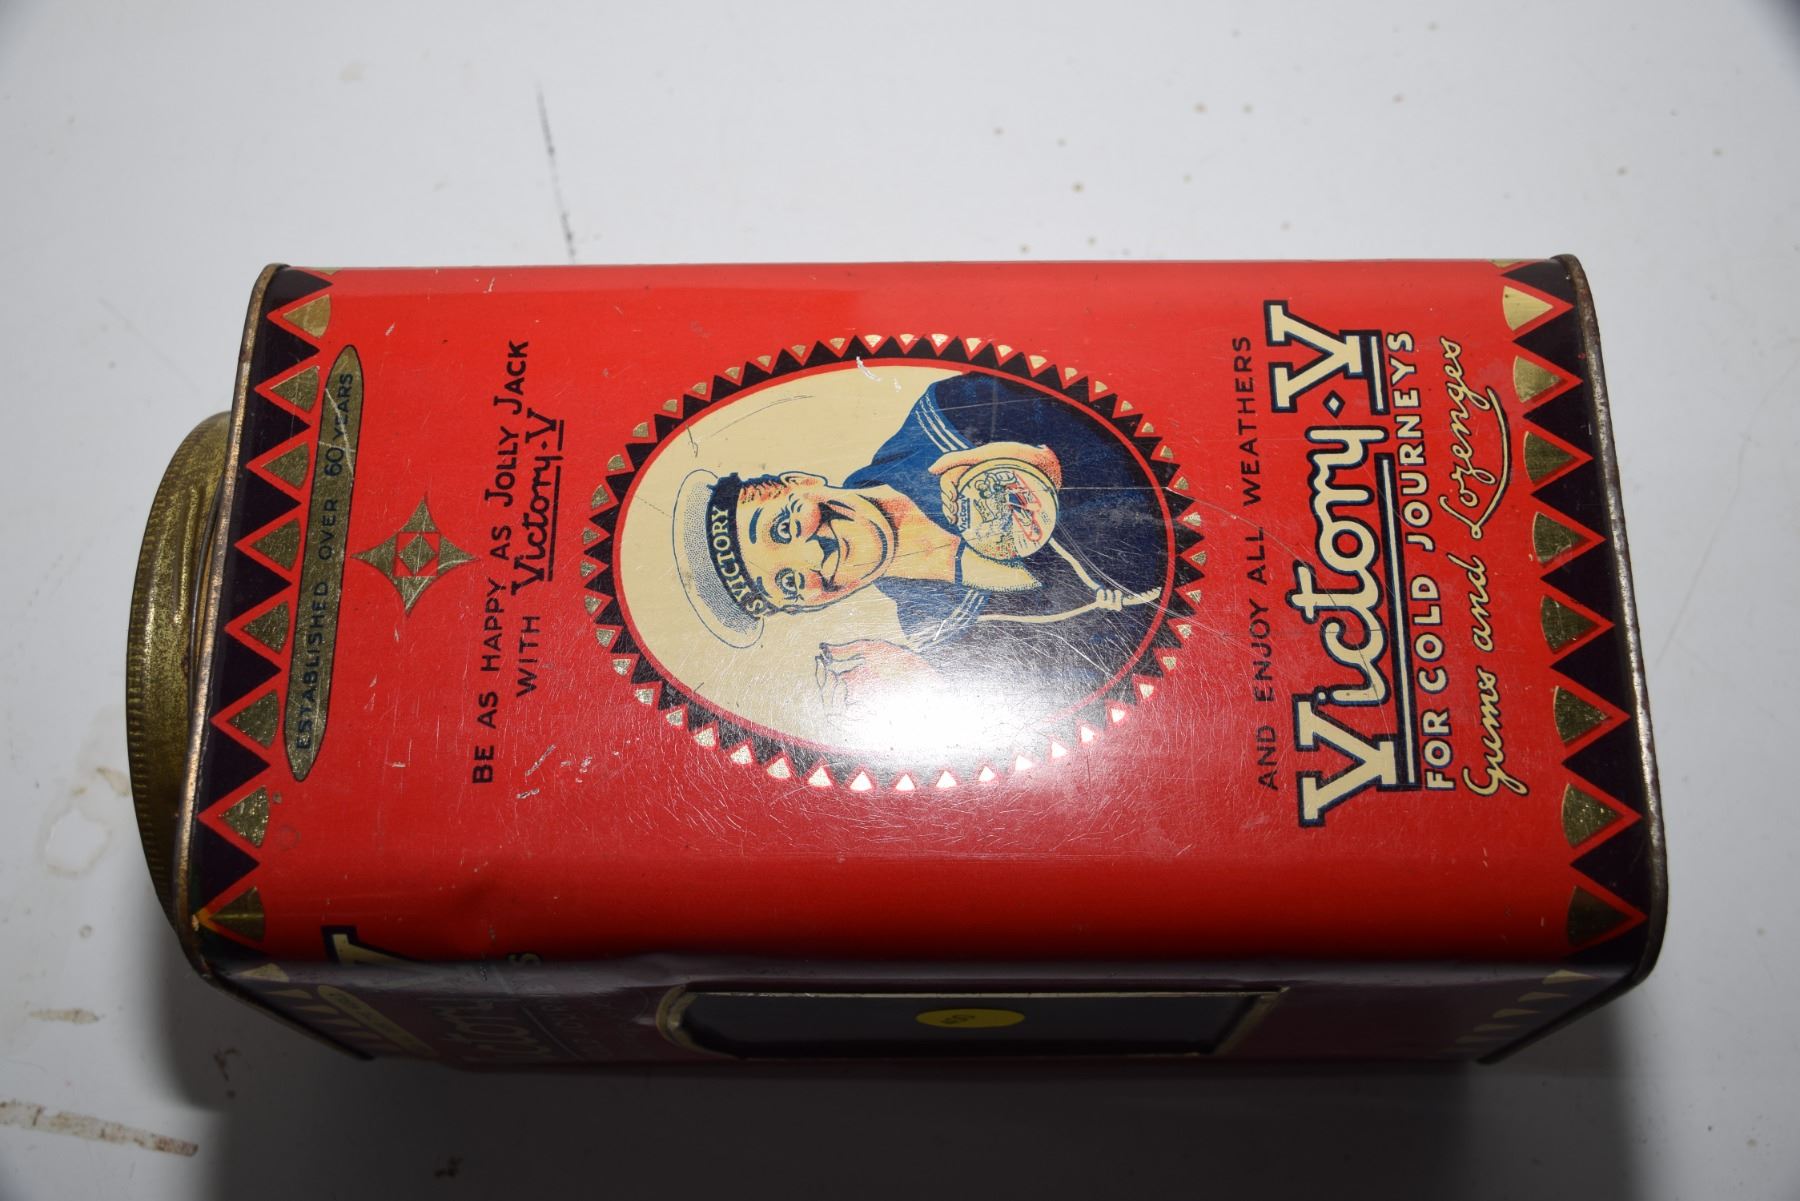 ESTABLISHED OVER 60 YEARS
BE AS HAPPY AS JOLLY JACK
WITH Victory·V
S VICTORY
Victory
AND ENJOY ALL WEATHERS
Victory·V
FOR COLD JOURNEYS
Gums and Lozenges